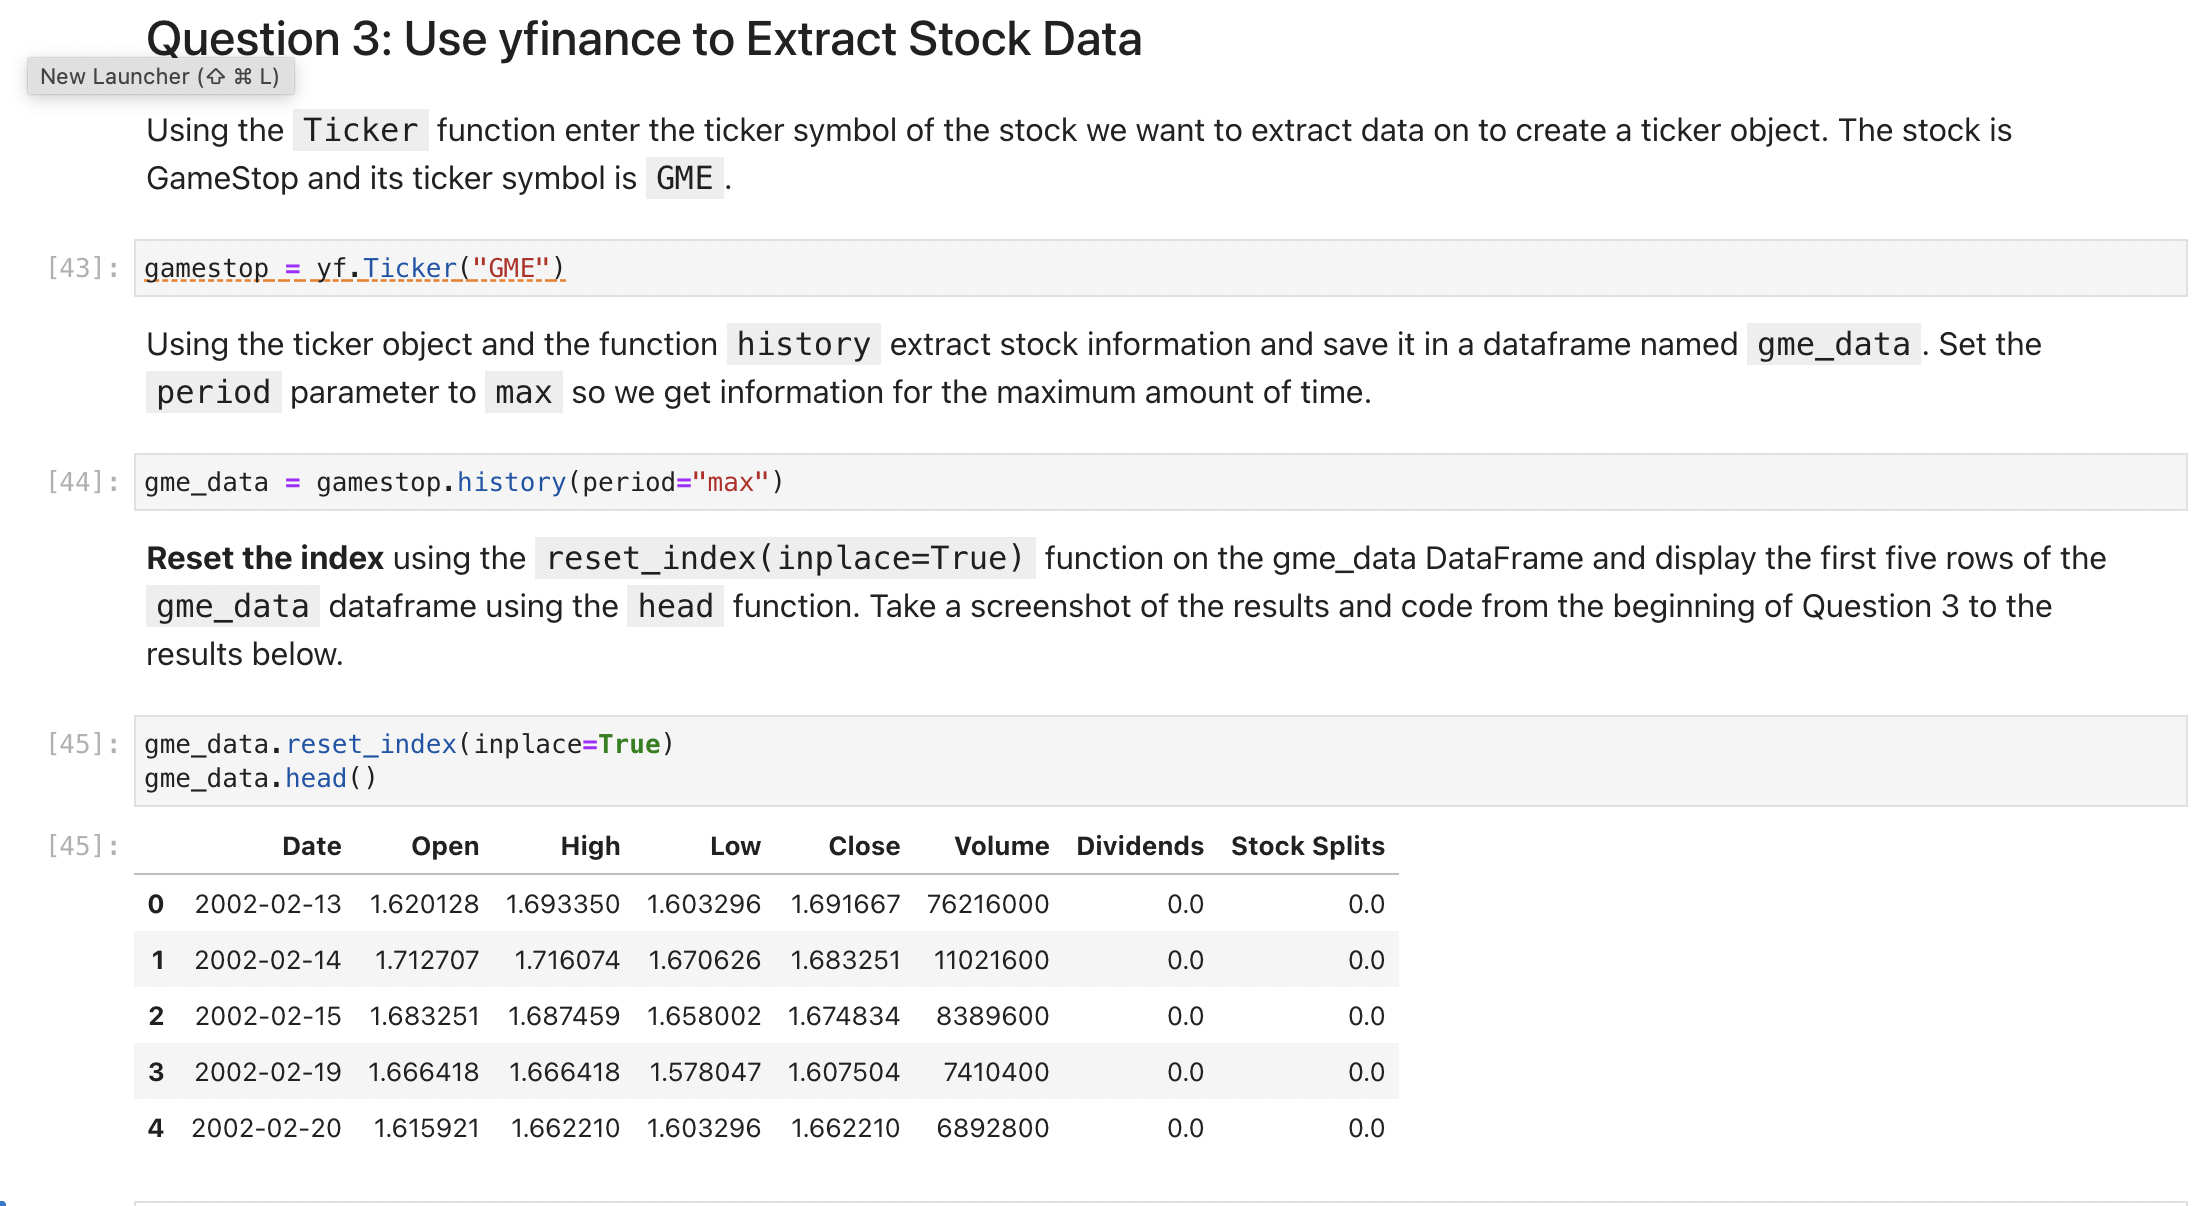 Question 3: Use yfinance to Extract Stock Data
New Launcher (⇧ ⌘ L)
Using the Ticker function enter the ticker symbol of the stock we want to extract data on to create a ticker object. The stock is
GameStop and its ticker symbol is GME .
[43]: gamestop = yf.Ticker("GME")
Using the ticker object and the function history extract stock information and save it in a dataframe named gme_data . Set the
period parameter to max so we get information for the maximum amount of time.
[44]: gme_data = gamestop.history(period="max")
Reset the index using the reset_index(inplace=True) function on the gme_data DataFrame and display the first five rows of the
gme_data dataframe using the head function. Take a screenshot of the results and code from the beginning of Question 3 to the
results below.
[45]: gme_data.reset_index(inplace=True)
gme_data.head()
[45]: Date Open High Low Close Volume Dividends Stock Splits
0 2002-02-13 1.620128 1.693350 1.603296 1.691667 76216000 0.0 0.0
1 2002-02-14 1.712707 1.716074 1.670626 1.683251 11021600 0.0 0.0
2 2002-02-15 1.683251 1.687459 1.658002 1.674834 8389600 0.0 0.0
3 2002-02-19 1.666418 1.666418 1.578047 1.607504 7410400 0.0 0.0
4 2002-02-20 1.615921 1.662210 1.603296 1.662210 6892800 0.0 0.0